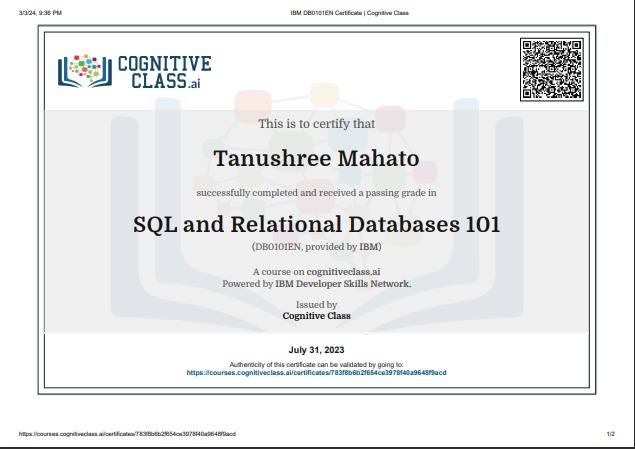 3/3/24, 9:36 PM
IBM DB0101EN Certificate | Cognitive Class
COGNITIVE
CLASS.ai
This is to certify that
Tanushree Mahato
successfully completed and received a passing grade in
SQL and Relational Databases 101
(DB0101EN, provided by IBM)
A course on cognitiveclass.ai
Powered by IBM Developer Skills Network.
Issued by
Cognitive Class
July 31, 2023
Authenticity of this certificate can be validated by going to:
https://courses.cognitiveclass.ai/certificates/783f8b6b2f654ce3978f40a9648f9acd
https://courses.cognitiveclass.ai/certificates/783f8b6b2f654ce3978f40a9648f9acd
1/2